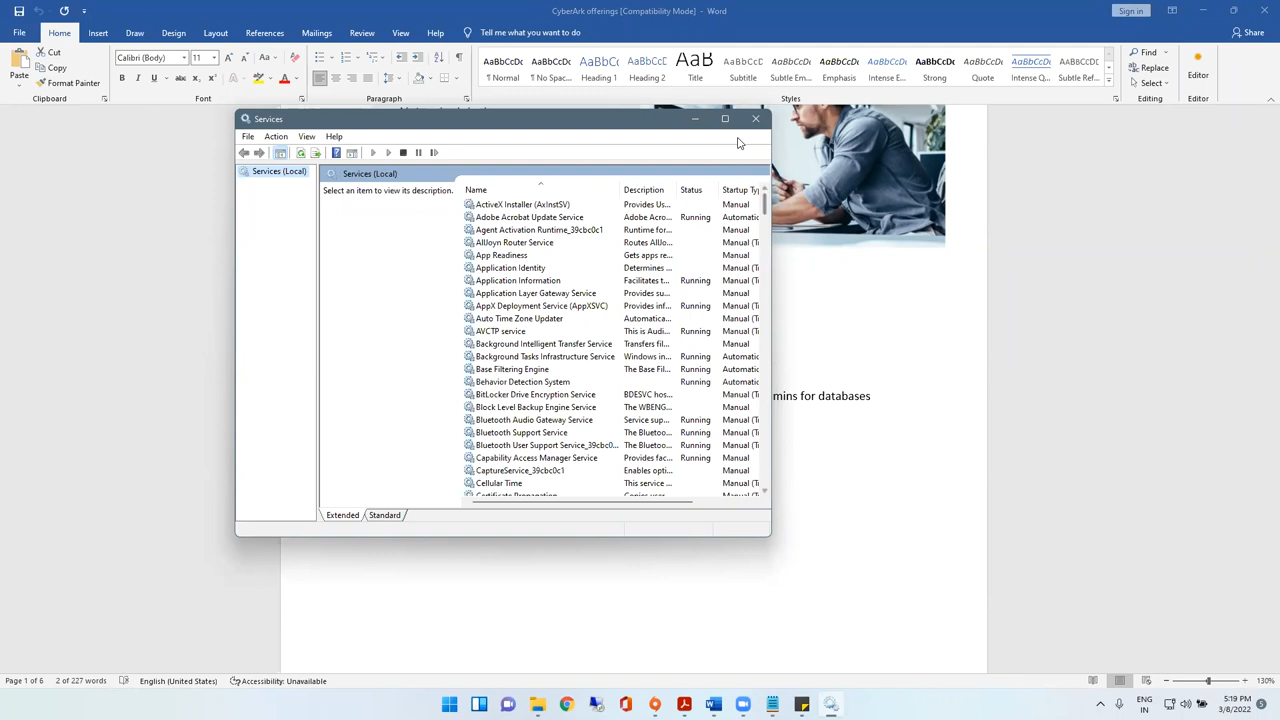 CyberArk offerings [Compatibility Mode] - Word
Sign in
File Home Insert Draw Design Layout References Mailings Review View Help Tell me what you want to do Share
Paste
Cut
Copy
Format Painter
Clipboard
Calibri (Body) 11
Font
Paragraph
AaBbCcDc AaBbCcDc AaBbC AaBbCcD AaB AaBbCcD AaBbCcDc AaBbCcDc AaBbCcDc AaBbCcDc AaBbCcDc AaBbCcDc
¶ Normal ¶ No Spac... Heading 1 Heading 2 Title Subtitle Subtle Em... Emphasis Intense E... Strong Quote Intense Q... Subtle Ref...
Styles
Find
Replace
Select
Editing
Editor
Editor
Services
File Action View Help
Services (Local)
Services (Local)
Select an item to view its description.
Name Description Status Startup Typ
ActiveX Installer (AxInstSV) Provides Us... Manual
Adobe Acrobat Update Service Adobe Acro... Running Automatic
Agent Activation Runtime_39cbc0c1 Runtime for... Manual
AllJoyn Router Service Routes AllJo... Manual (T
App Readiness Gets apps re... Manual
Application Identity Determines ... Manual (T
Application Information Facilitates t... Running Manual (T
Application Layer Gateway Service Provides su... Manual
AppX Deployment Service (AppXSVC) Provides inf... Running Manual (T
Auto Time Zone Updater Automatica... Manual (T
AVCTP service This is Audi... Running Manual (T
Background Intelligent Transfer Service Transfers fil... Manual
Background Tasks Infrastructure Service Windows in... Running Automatic
Base Filtering Engine The Base Fil... Running Automatic
Behavior Detection System Running Automatic
BitLocker Drive Encryption Service BDESVC hos... Manual (T
Block Level Backup Engine Service The WBENG... Manual
Bluetooth Audio Gateway Service Service sup... Running Manual (T
Bluetooth Support Service The Bluetoo... Running Manual (T
Bluetooth User Support Service_39cbc0... The Bluetoo... Running Manual (T
Capability Access Manager Service Provides fac... Running Manual
CaptureService_39cbc0c1 Enables opti... Manual
Cellular Time This service ... Manual (T
Certificate Propagation Copies user ... Manual (T
Extended Standard
mins for databases
Page 1 of 6 2 of 227 words English (United States) Accessibility: Unavailable 130%
ENG
IN
5:19 PM
3/8/2022